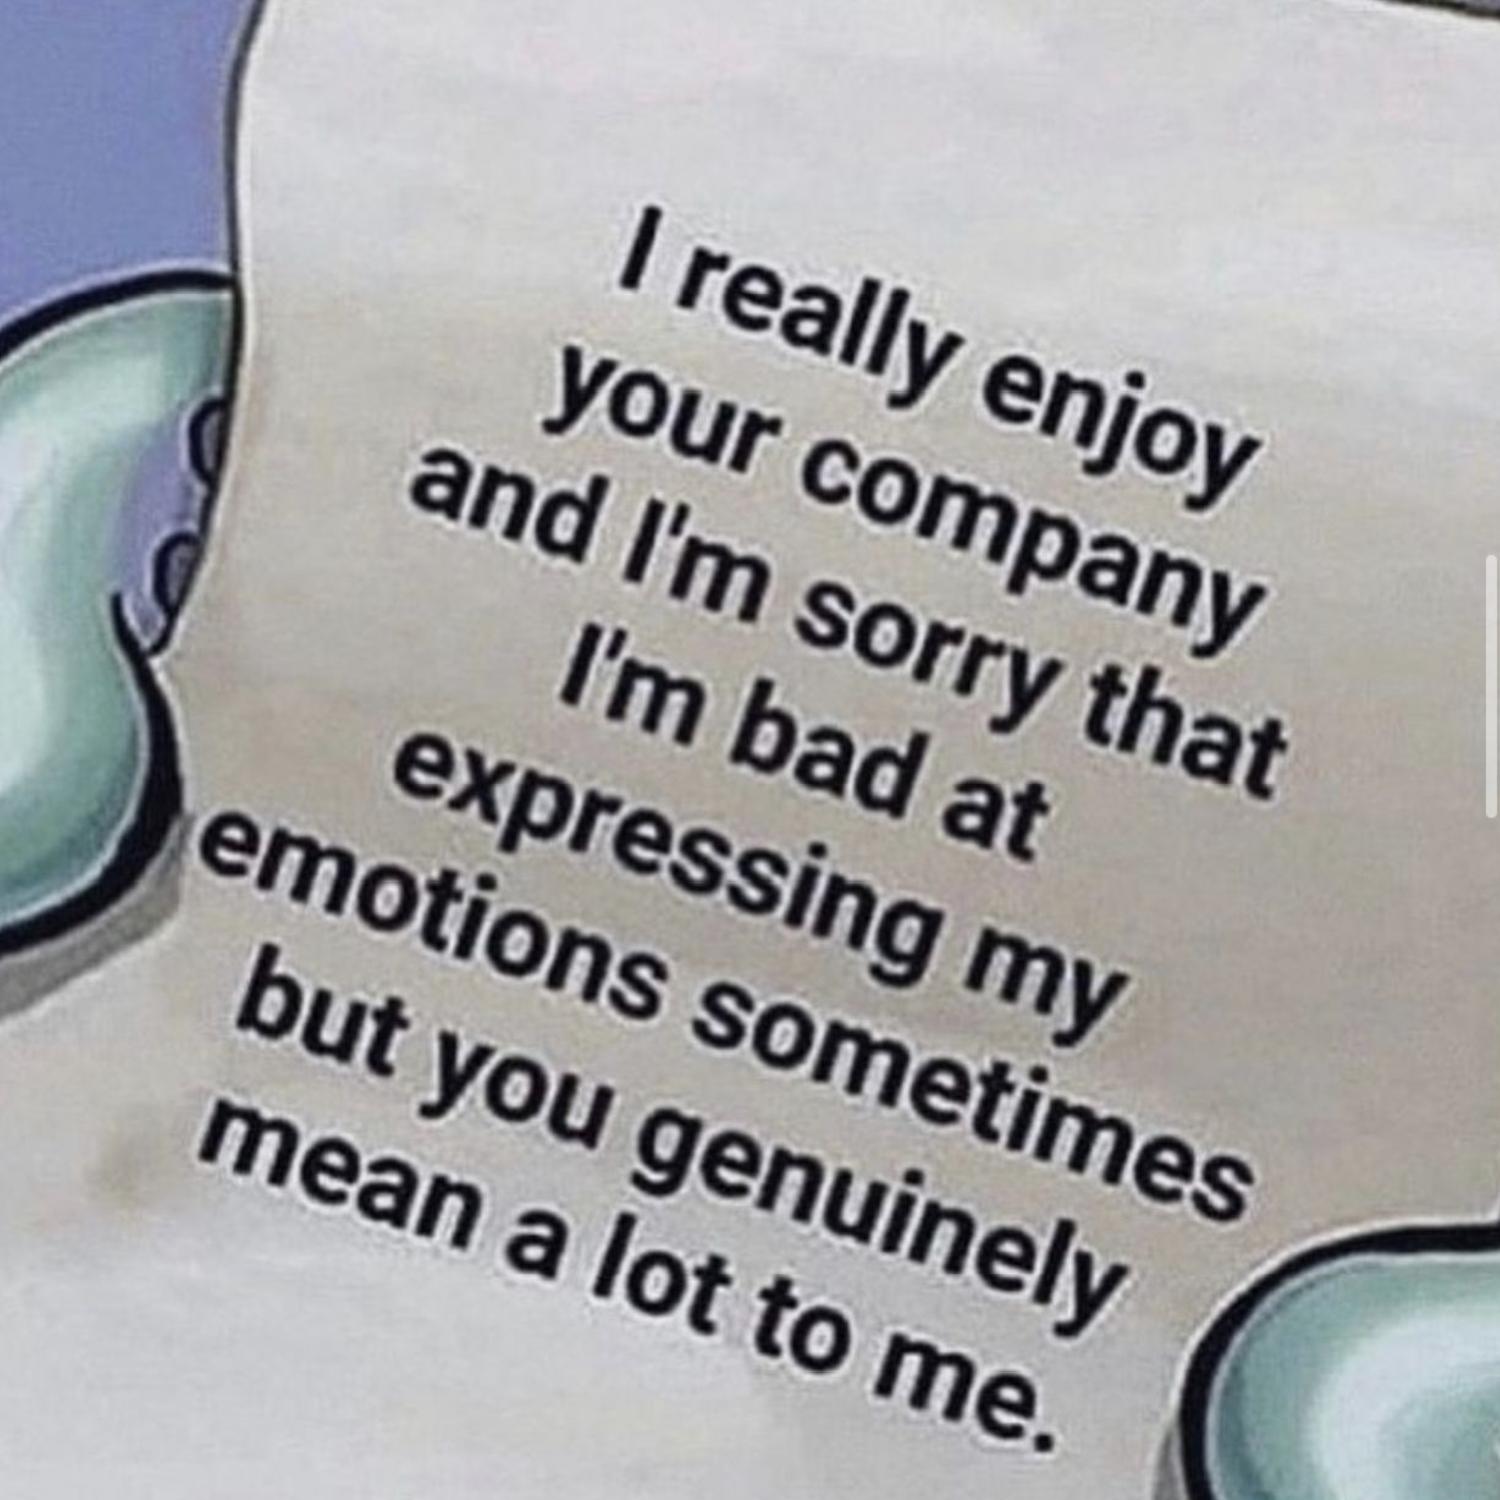 I really enjoy
your company
and I'm sorry that
I'm bad at
expressing my
emotions sometimes
but you genuinely
mean a lot to me.